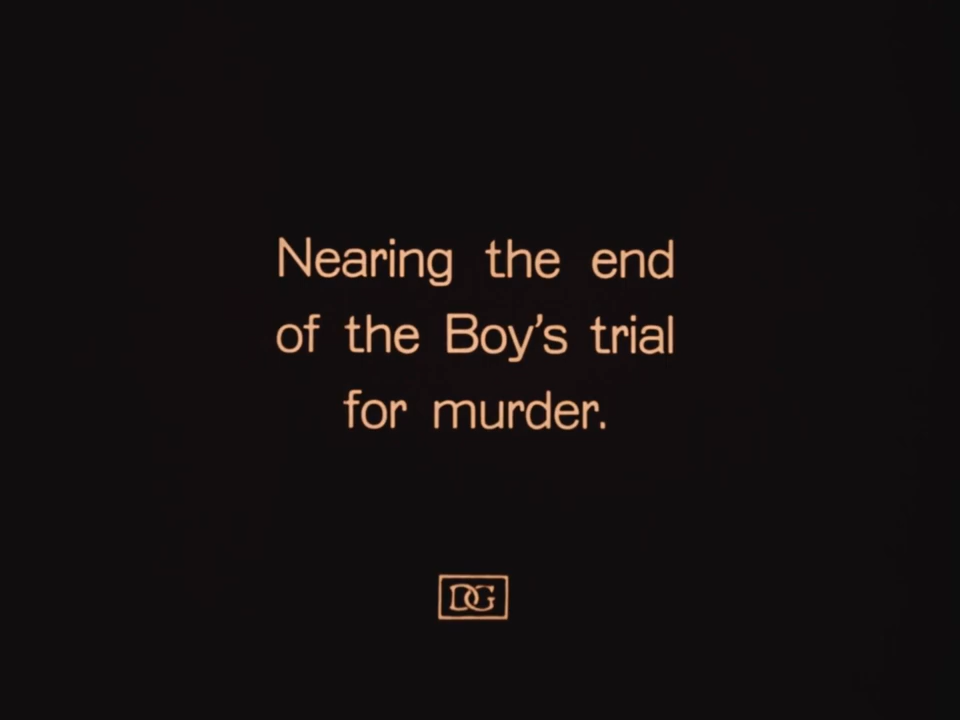 Nearing the end
of the Boy's trial
for murder.
DG